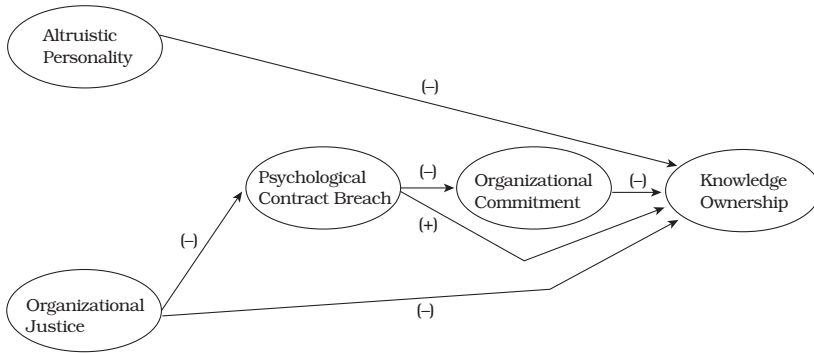 Altruistic
Personality
(–)
Psychological
Contract Breach
(–)
Organizational
Commitment
(–)
Knowledge
Ownership
(–)
(+)
Organizational
Justice
(–)